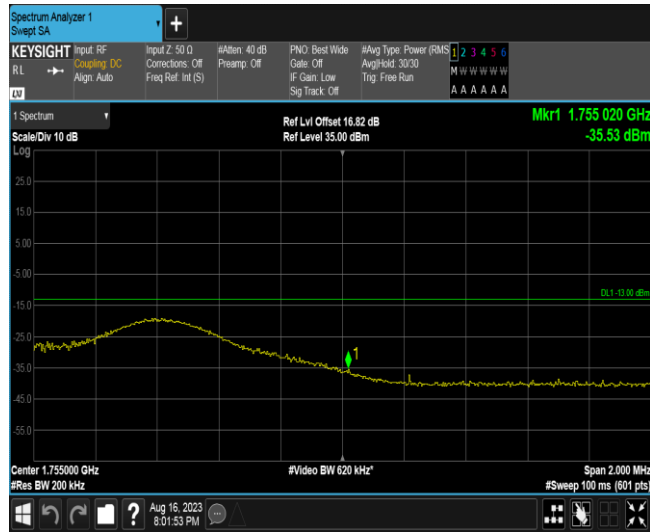 Spectrum Analyzer 1
Swept SA
+
KEYSIGHT
RL
LXI
Input: RF
Coupling: DC
Align: Auto
Input Z: 50 Ω
Corrections: Off
Freq Ref: Int (S)
#Atten: 40 dB
Preamp: Off
PNO: Best Wide
Gate: Off
IF Gain: Low
Sig Track: Off
#Avg Type: Power (RMS
Avg|Hold: 30/30
Trig: Free Run
1 2 3 4 5 6
M W W W W W
A A A A A A
1 Spectrum
Scale/Div 10 dB
Log
Ref Lvl Offset 16.82 dB
Ref Level 35.00 dBm
Mkr1 1.755 020 GHz
-35.53 dBm
25.0
15.0
5.00
-5.00
DL1 -13.00 dBm
-15.0
-25.0
1
-35.0
-45.0
-55.0
Center 1.755000 GHz
#Res BW 200 kHz
#Video BW 620 kHz*
Span 2.000 MHz
#Sweep 100 ms (601 pts)
?
Aug 16, 2023
8:01:53 PM